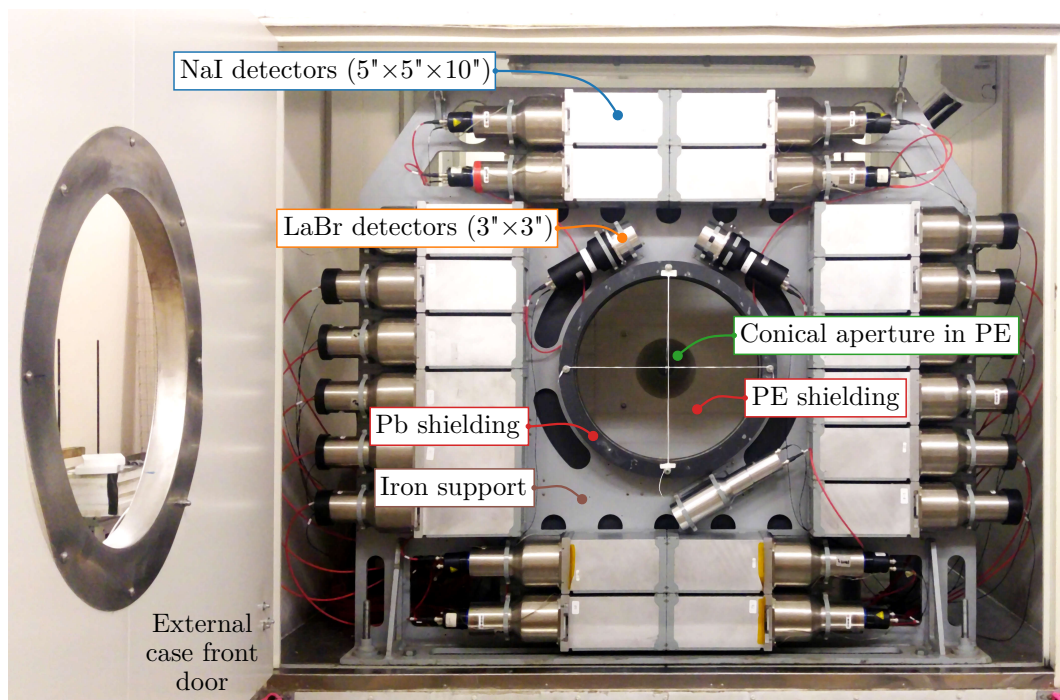 NaI detectors (5"×5"×10")
LaBr detectors (3"×3")
Conical aperture in PE
PE shielding
Pb shielding
Iron support
External
case front
door